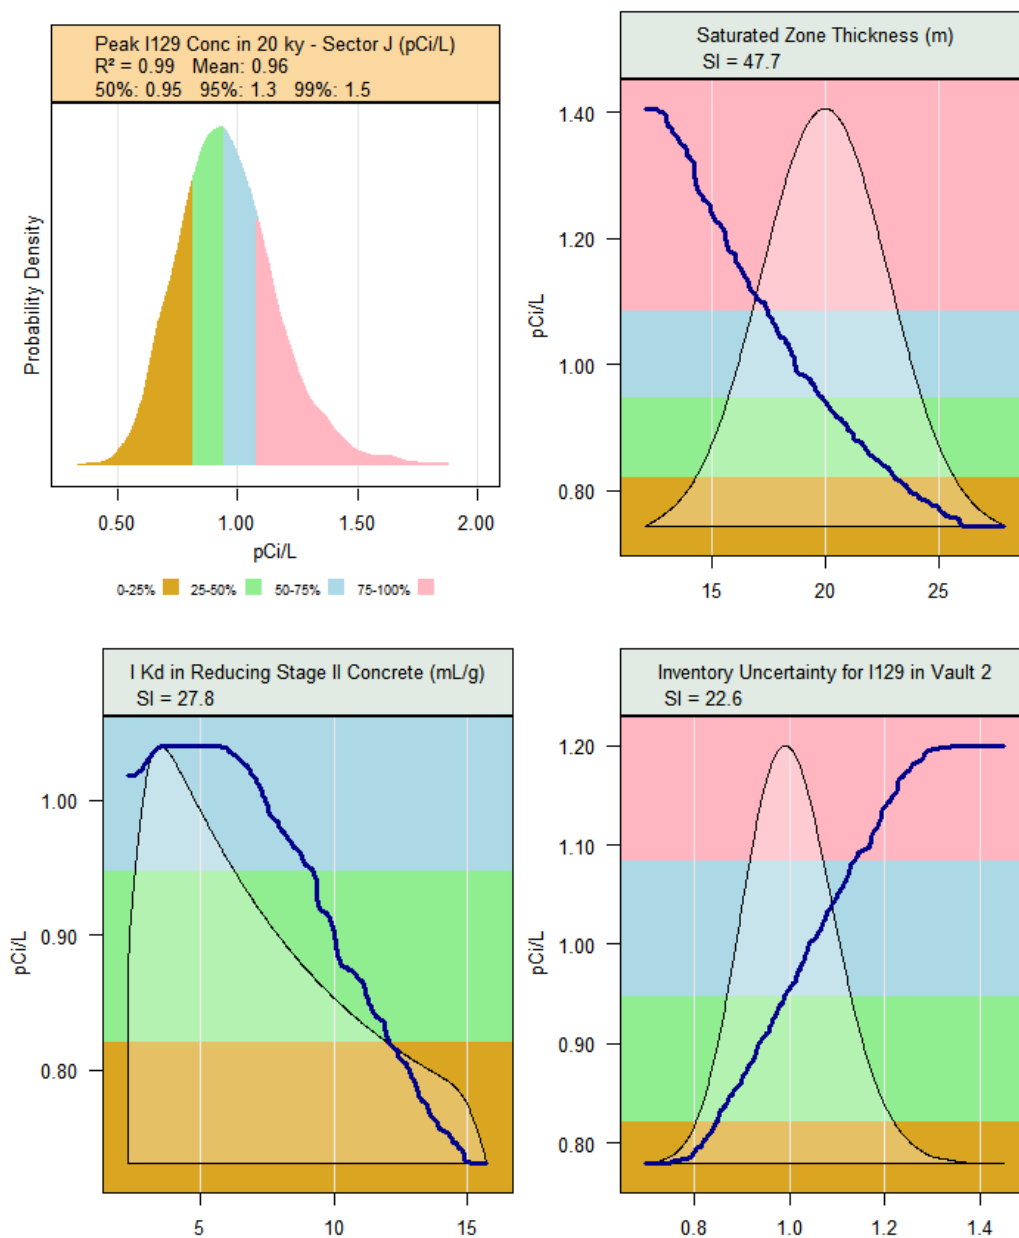 Peak I129 Conc in 20 ky - Sector J (pCi/L)
R² = 0.99 Mean: 0.96
50%: 0.95 95%: 1.3 99%: 1.5
Probability Density
0.50 1.00 1.50 2.00
pCi/L
0-25% 25-50% 50-75% 75-100%
Saturated Zone Thickness (m)
SI = 47.7
1.40
1.20
1.00
0.80
pCi/L
15 20 25
I Kd in Reducing Stage II Concrete (mL/g)
SI = 27.8
1.00
0.90
0.80
pCi/L
5 10 15
Inventory Uncertainty for I129 in Vault 2
SI = 22.6
1.20
1.10
1.00
0.90
0.80
pCi/L
0.8 1.0 1.2 1.4